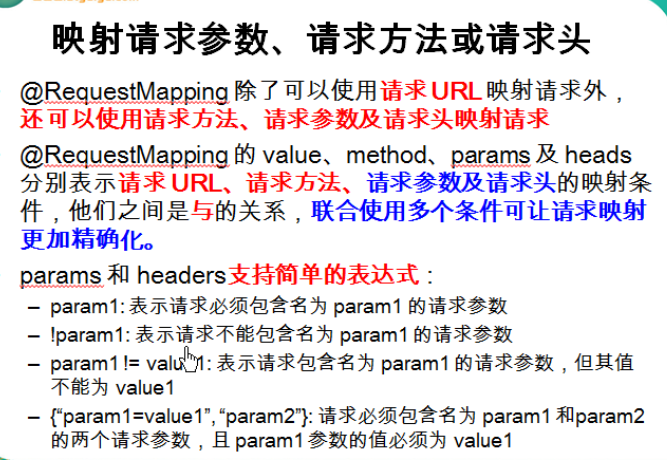 映射请求参数、请求方法或请求头
@RequestMapping 除了可以使用请求 URL 映射请求外，
还可以使用请求方法、请求参数及请求头映射请求
@RequestMapping 的 value、method、params 及 heads
分别表示请求 URL、请求方法、请求参数及请求头的映射条
件，他们之间是与的关系，联合使用多个条件可让请求映射
更加精确化。
params 和 headers支持简单的表达式：
– param1: 表示请求必须包含名为 param1 的请求参数
– !param1: 表示请求不能包含名为 param1 的请求参数
– param1 != value1: 表示请求包含名为 param1 的请求参数，但其值
不能为 value1
– {“param1=value1”, “param2”}: 请求必须包含名为 param1 和param2
的两个请求参数，且 param1 参数的值必须为 value1